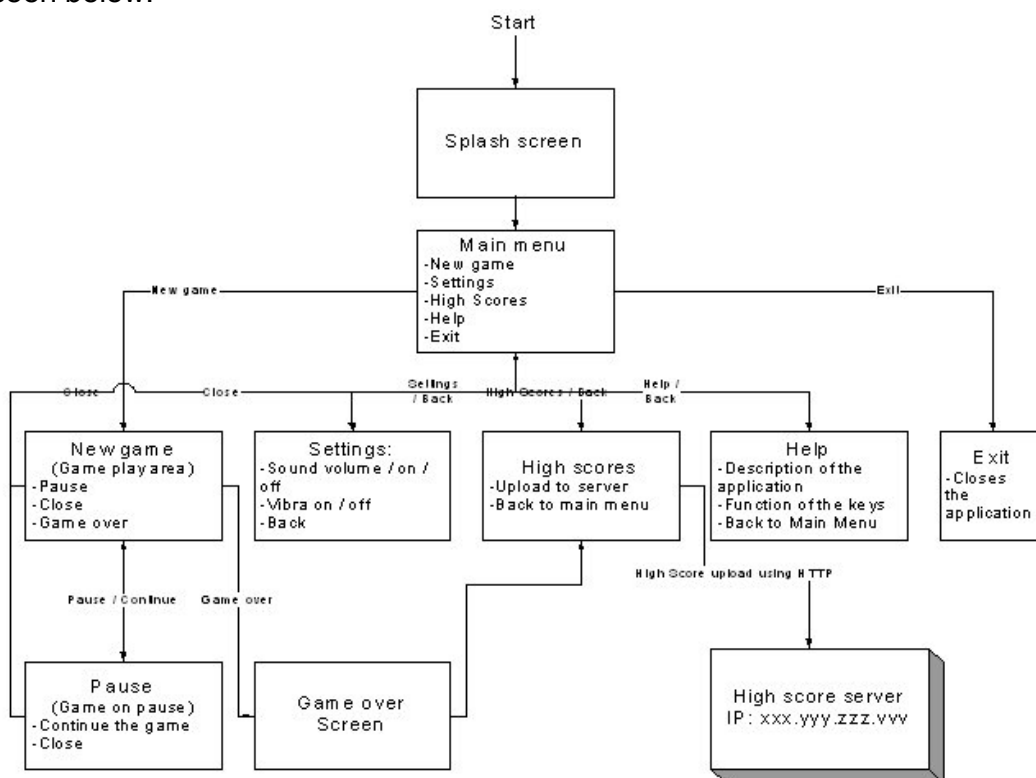 Start
Splash screen
Main menu
-New game
-Settings
-High Scores
-Help
-Exit
New game
Exit
Close
Close
Settings
/ Back
High Scores / Back
Help /
Back
New game
(Game play area)
-Pause
-Close
-Game over
Settings:
-Sound volume / on /
off
-Vibra on / off
-Back
High scores
-Upload to server
-Back to main menu
Help
-Description of the
application
-Function of the keys
-Back to Main Menu
Exit
-Closes
the
application
Pause / Continue
Game over
High Score upload using HTTP
Pause
(Game on pause)
-Continue the game
-Close
Game over
Screen
High score server
IP: xxx.yyy.zzz.vvv